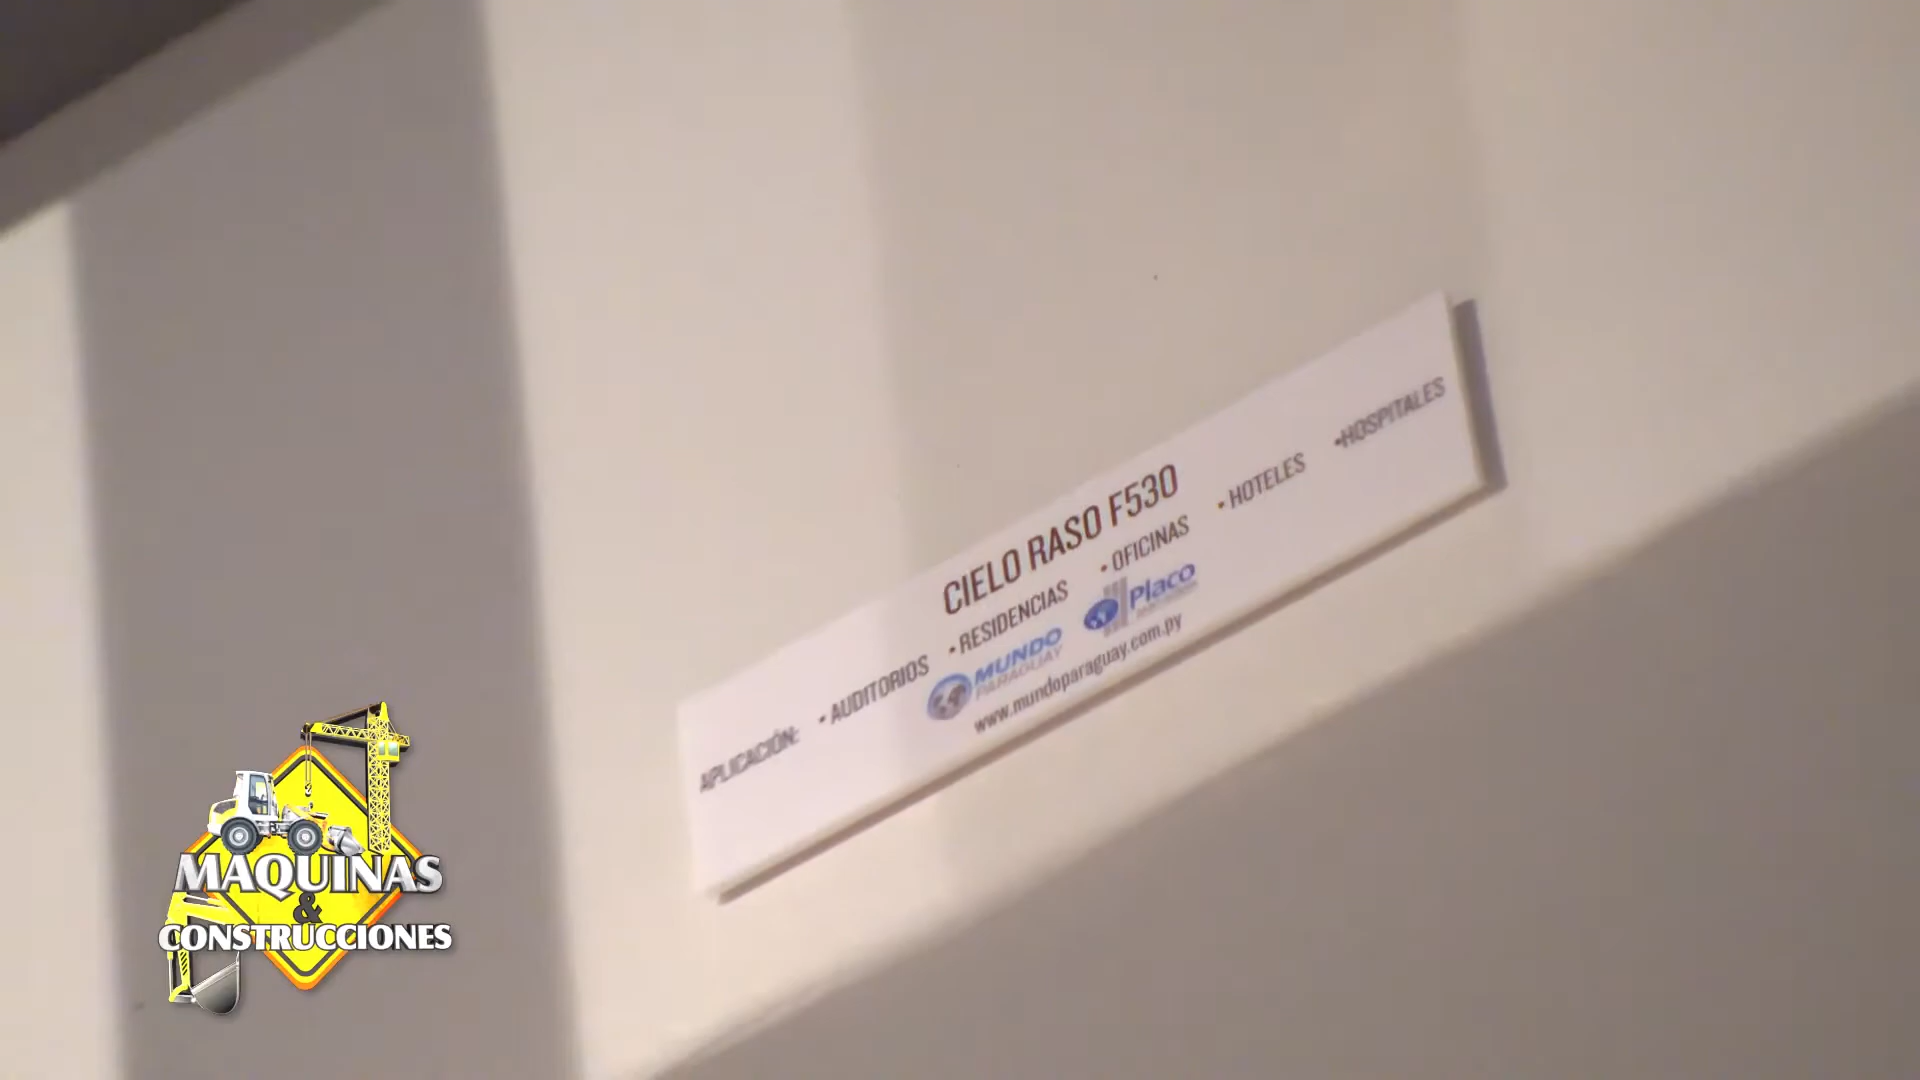 CIELO RASO F530
APLICACIÓN: • AUDITORIOS • RESIDENCIAS • OFICINAS • HOTELES • HOSPITALES
MUNDO PARAGUAY Placo
www.mundoparaguay.com.py
MAQUINAS
&
CONSTRUCCIONES